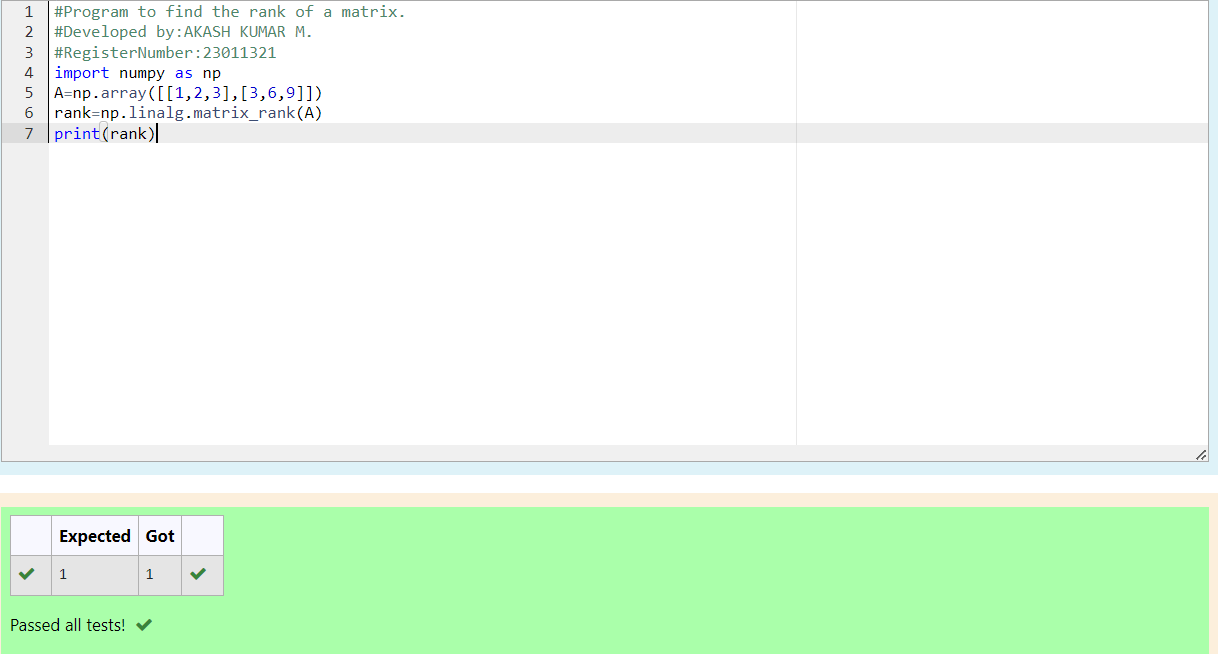 1 #Program to find the rank of a matrix.
2 #Developed by:AKASH KUMAR M.
3 #RegisterNumber:23011321
4 import numpy as np
5 A=np.array([[1,2,3],[3,6,9]])
6 rank=np.linalg.matrix_rank(A)
7 print(rank)
Expected Got
1 1
Passed all tests!